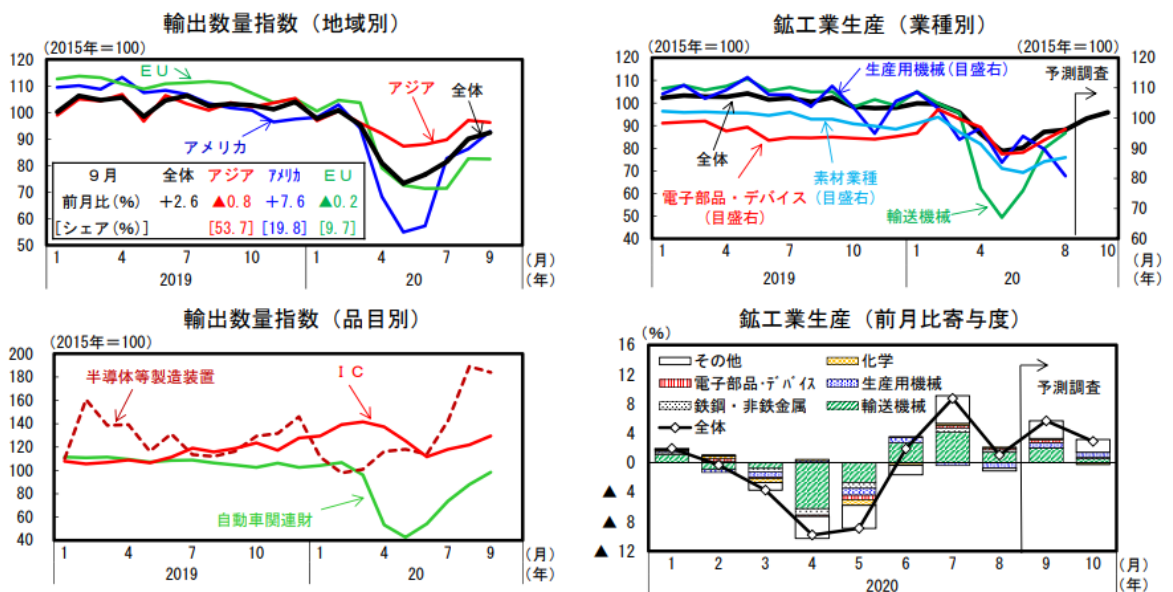 輸出数量指数（地域別）
(2015年＝100)
120
110
100
90
80
70
60
50
ＥＵ
アジア
全体
アメリカ
９月 全体 アジア ｱﾒﾘｶ ＥＵ
前月比(%) ＋2.6 ▲0.8 ＋7.6 ▲0.2
[シェア(%)] [53.7] [19.8] [9.7]
1 4 7 10 1 4 7 9 (月)
2019 20 (年)
鉱工業生産（業種別）
(2015年＝100) (2015年＝100)
120
110
100
90
80
70
60
50
40
120
110
100
90
80
70
60
生産用機械(目盛右)
予測調査
全体
電子部品・デバイス
(目盛右)
素材業種
(目盛右)
輸送機械
1 4 7 10 1 4 8 10 (月)
2019 20 (年)
輸出数量指数（品目別）
(2015年＝100)
200
180
160
140
120
100
80
60
40
半導体等製造装置
ＩＣ
自動車関連財
1 4 7 10 1 4 7 9 (月)
2019 20 (年)
鉱工業生産（前月比寄与度）
(%)
16
12
8
4
0
▲ 4
▲ 8
▲ 12
その他 化学
電子部品･ﾃﾞﾊﾞｲｽ 生産用機械
鉄鋼・非鉄金属 輸送機械
全体
予測調査
1 2 3 4 5 6 7 8 9 10 (月)
2020 (年)